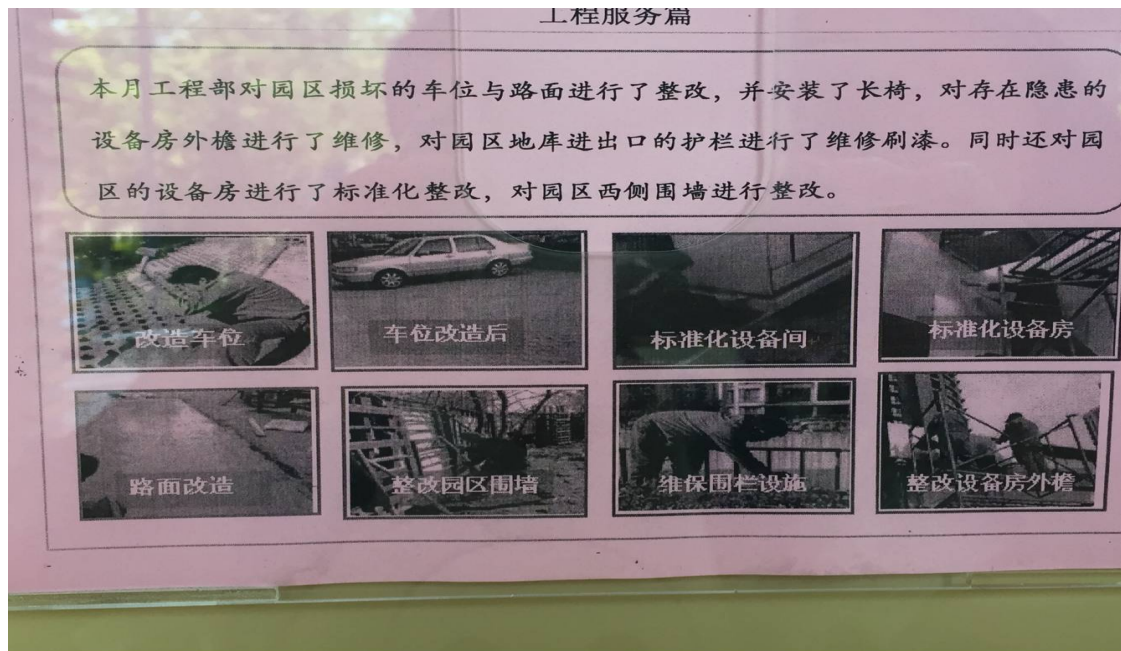 工程服务篇
本月工程部对园区损坏的车位与路面进行了整改，并安装了长椅，对存在隐患的
设备房外檐进行了维修，对园区地库进出口的护栏进行了维修刷漆。同时还对园
区的设备房进行了标准化整改，对园区西侧围墙进行整改。
改造车位
车位改造后
标准化设备间
标准化设备房
路面改造
整改园区围墙
维保围栏设施
整改设备房外檐